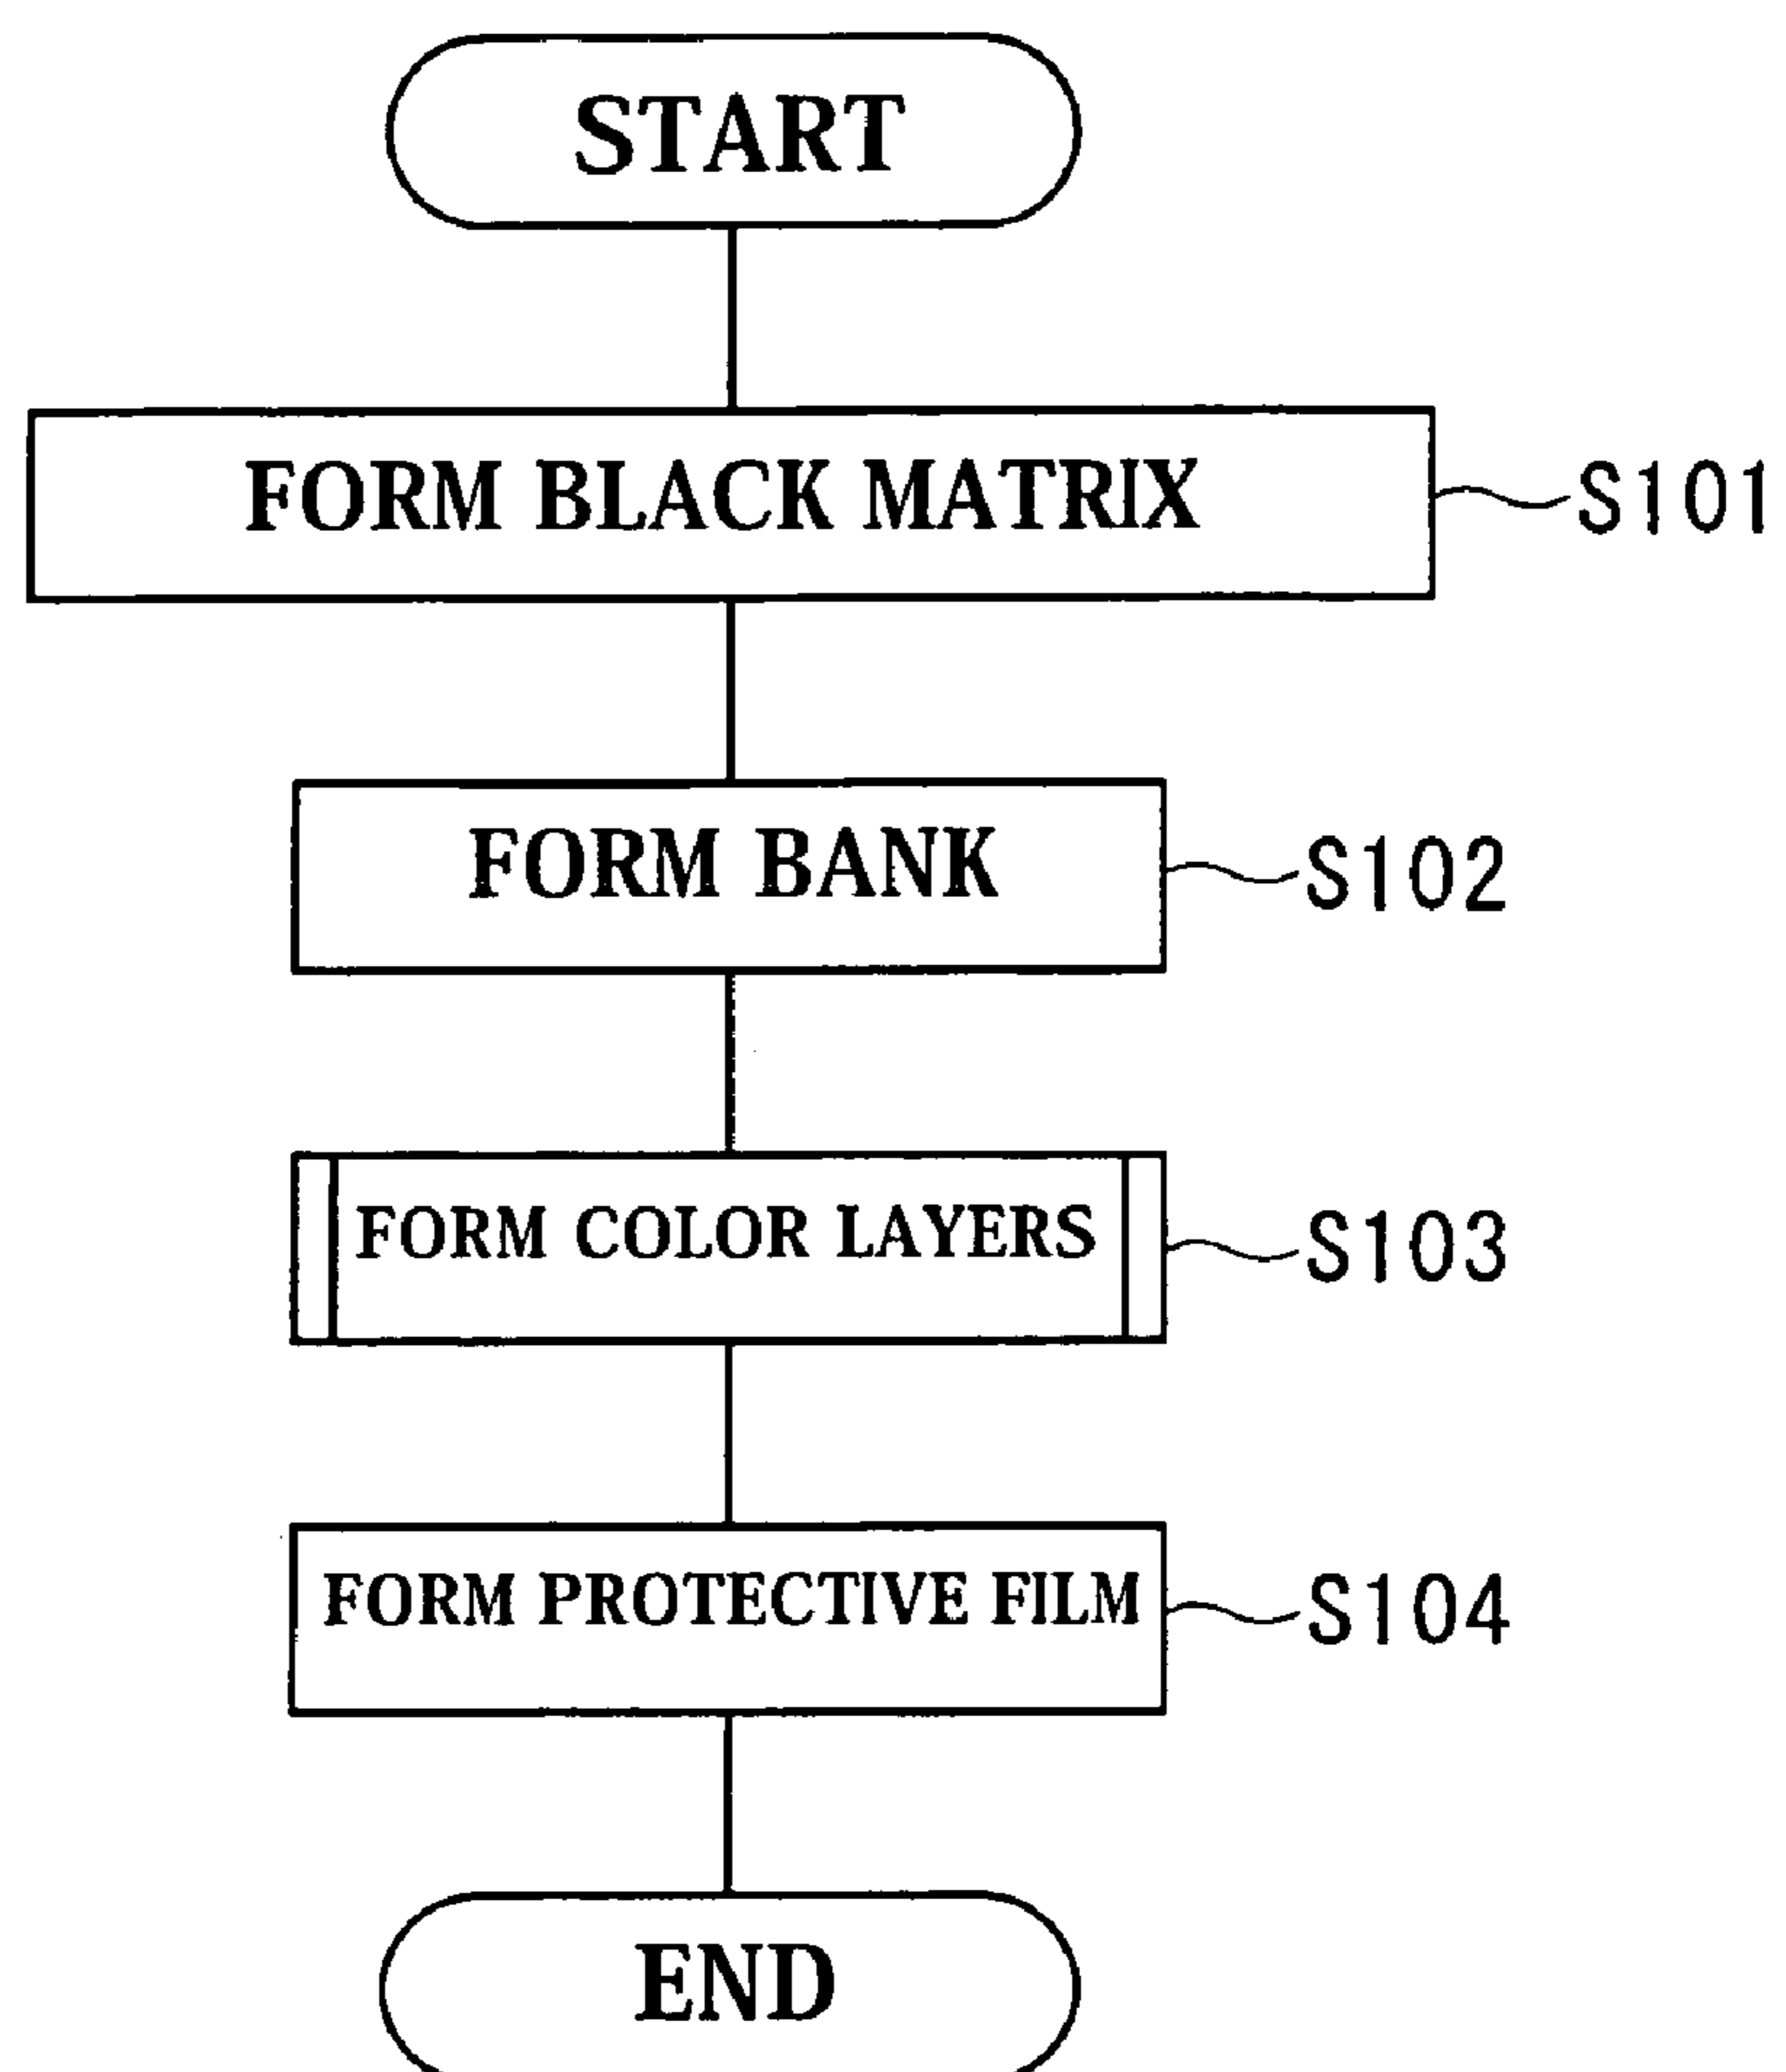 START
FORM BLACK MATRIX S101
FORM BANK S102
FORM COLOR LAYERS S103
FORM PROTECTIVE FILM S104
END